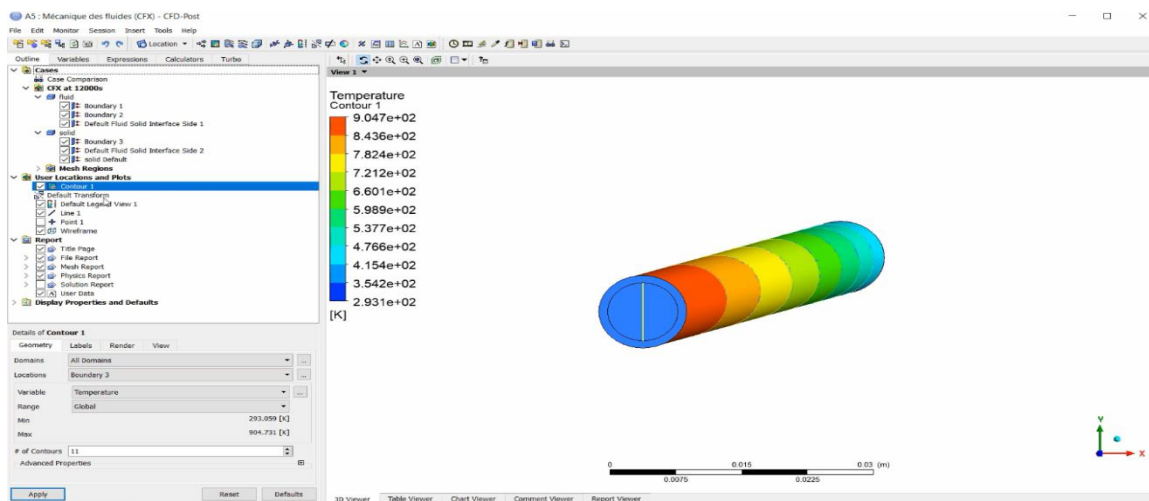 A5 : Mécanique des fluides (CFX) - CFD-Post
File Edit Monitor Session Insert Tools Help
Location
Outline Variables Expressions Calculators Turbo
Cases
Case Comparison
CFX at 12000s
fluid
Boundary 1
Boundary 2
Default Fluid Solid Interface Side 1
solid
Boundary 3
Default Fluid Solid Interface Side 2
solid Default
Mesh Regions
User Locations and Plots
Contour 1
Default Transform
Default Legend View 1
Line 1
Point 1
Wireframe
Report
Title Page
File Report
Mesh Report
Physics Report
Solution Report
User Data
Display Properties and Defaults
Details of Contour 1
Geometry Labels Render View
Domains All Domains ...
Locations Boundary 3 ...
Variable Temperature ...
Range Global
Min 293.059 [K]
Max 904.731 [K]
# of Contours 11
Advanced Properties
Apply Reset Defaults
View 1
Temperature
Contour 1
9.047e+02
8.436e+02
7.824e+02
7.212e+02
6.601e+02
5.989e+02
5.377e+02
4.766e+02
4.154e+02
3.542e+02
2.931e+02
[K]
Y
X
0 0.015 0.03 (m)
0.0075 0.0225
3D Viewer Table Viewer Chart Viewer Comment Viewer Report Viewer